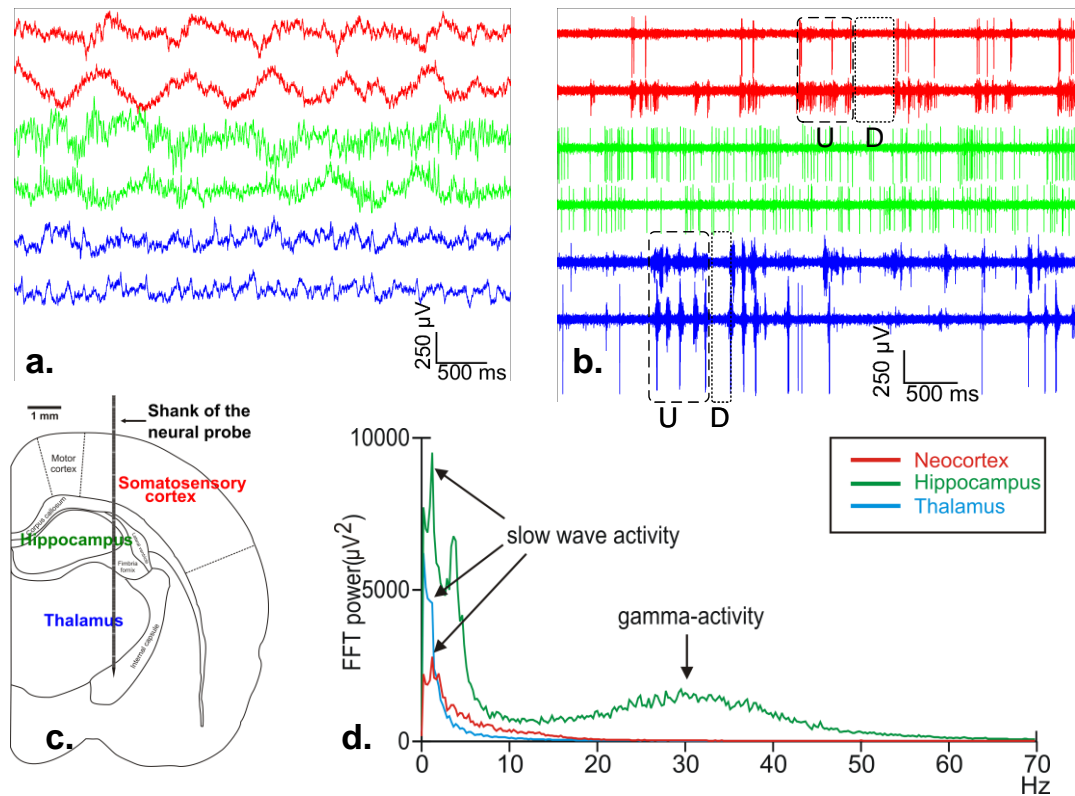 U D
250 µV
500 ms
a.
U D
250 µV
500 ms
b.
1 mm
Shank of the
neural probe
Motor
cortex
Somatosensory
cortex
Corpus callosum
Hippocampus
Fimbria
fornix
Thalamus
Internal capsule
c.
10000
5000
0
FFT power(µV2)
slow wave activity
gamma-activity
Neocortex
Hippocampus
Thalamus
d.
0 10 20 30 40 50 60 70
Hz